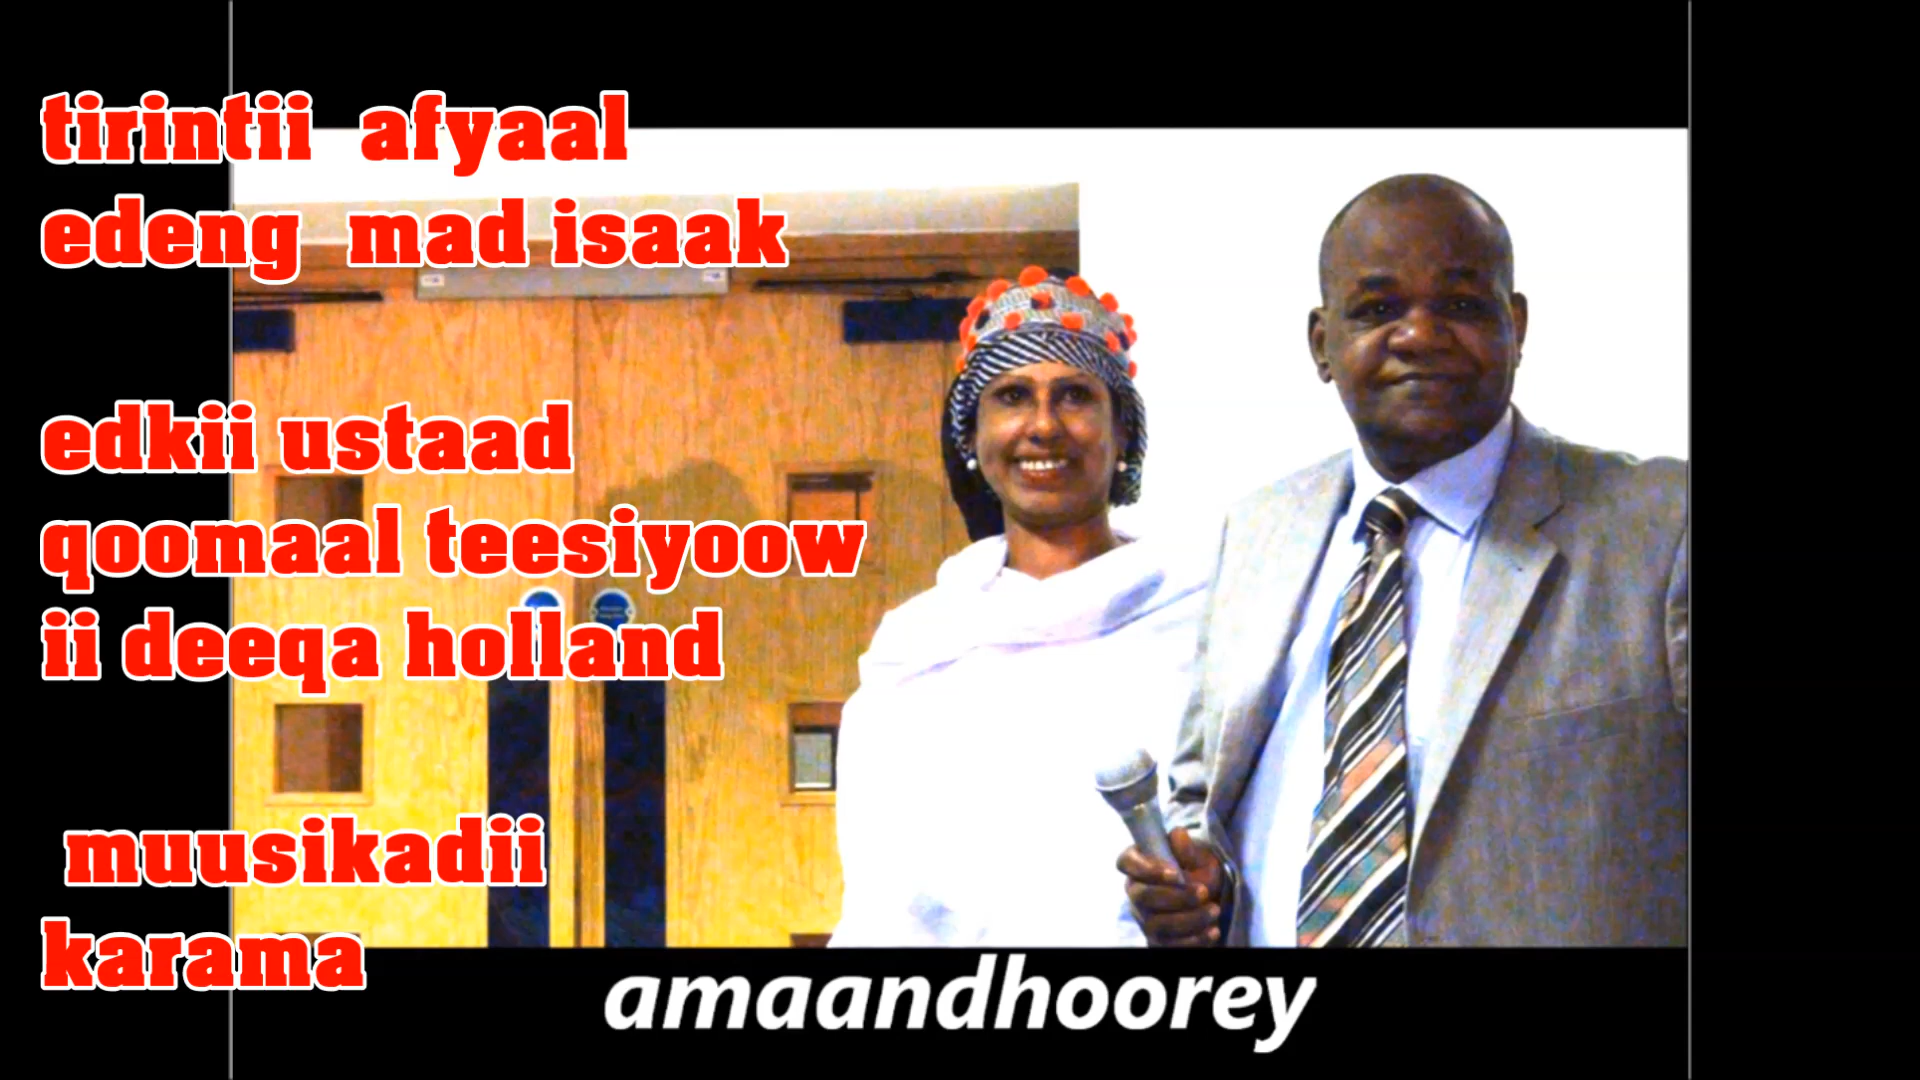 tirintii afyaal
edeng mad isaak
edkii ustaad
qoomaal teesiyoow
ii deeqa holland
muusikadii
karama
amaandhoorey